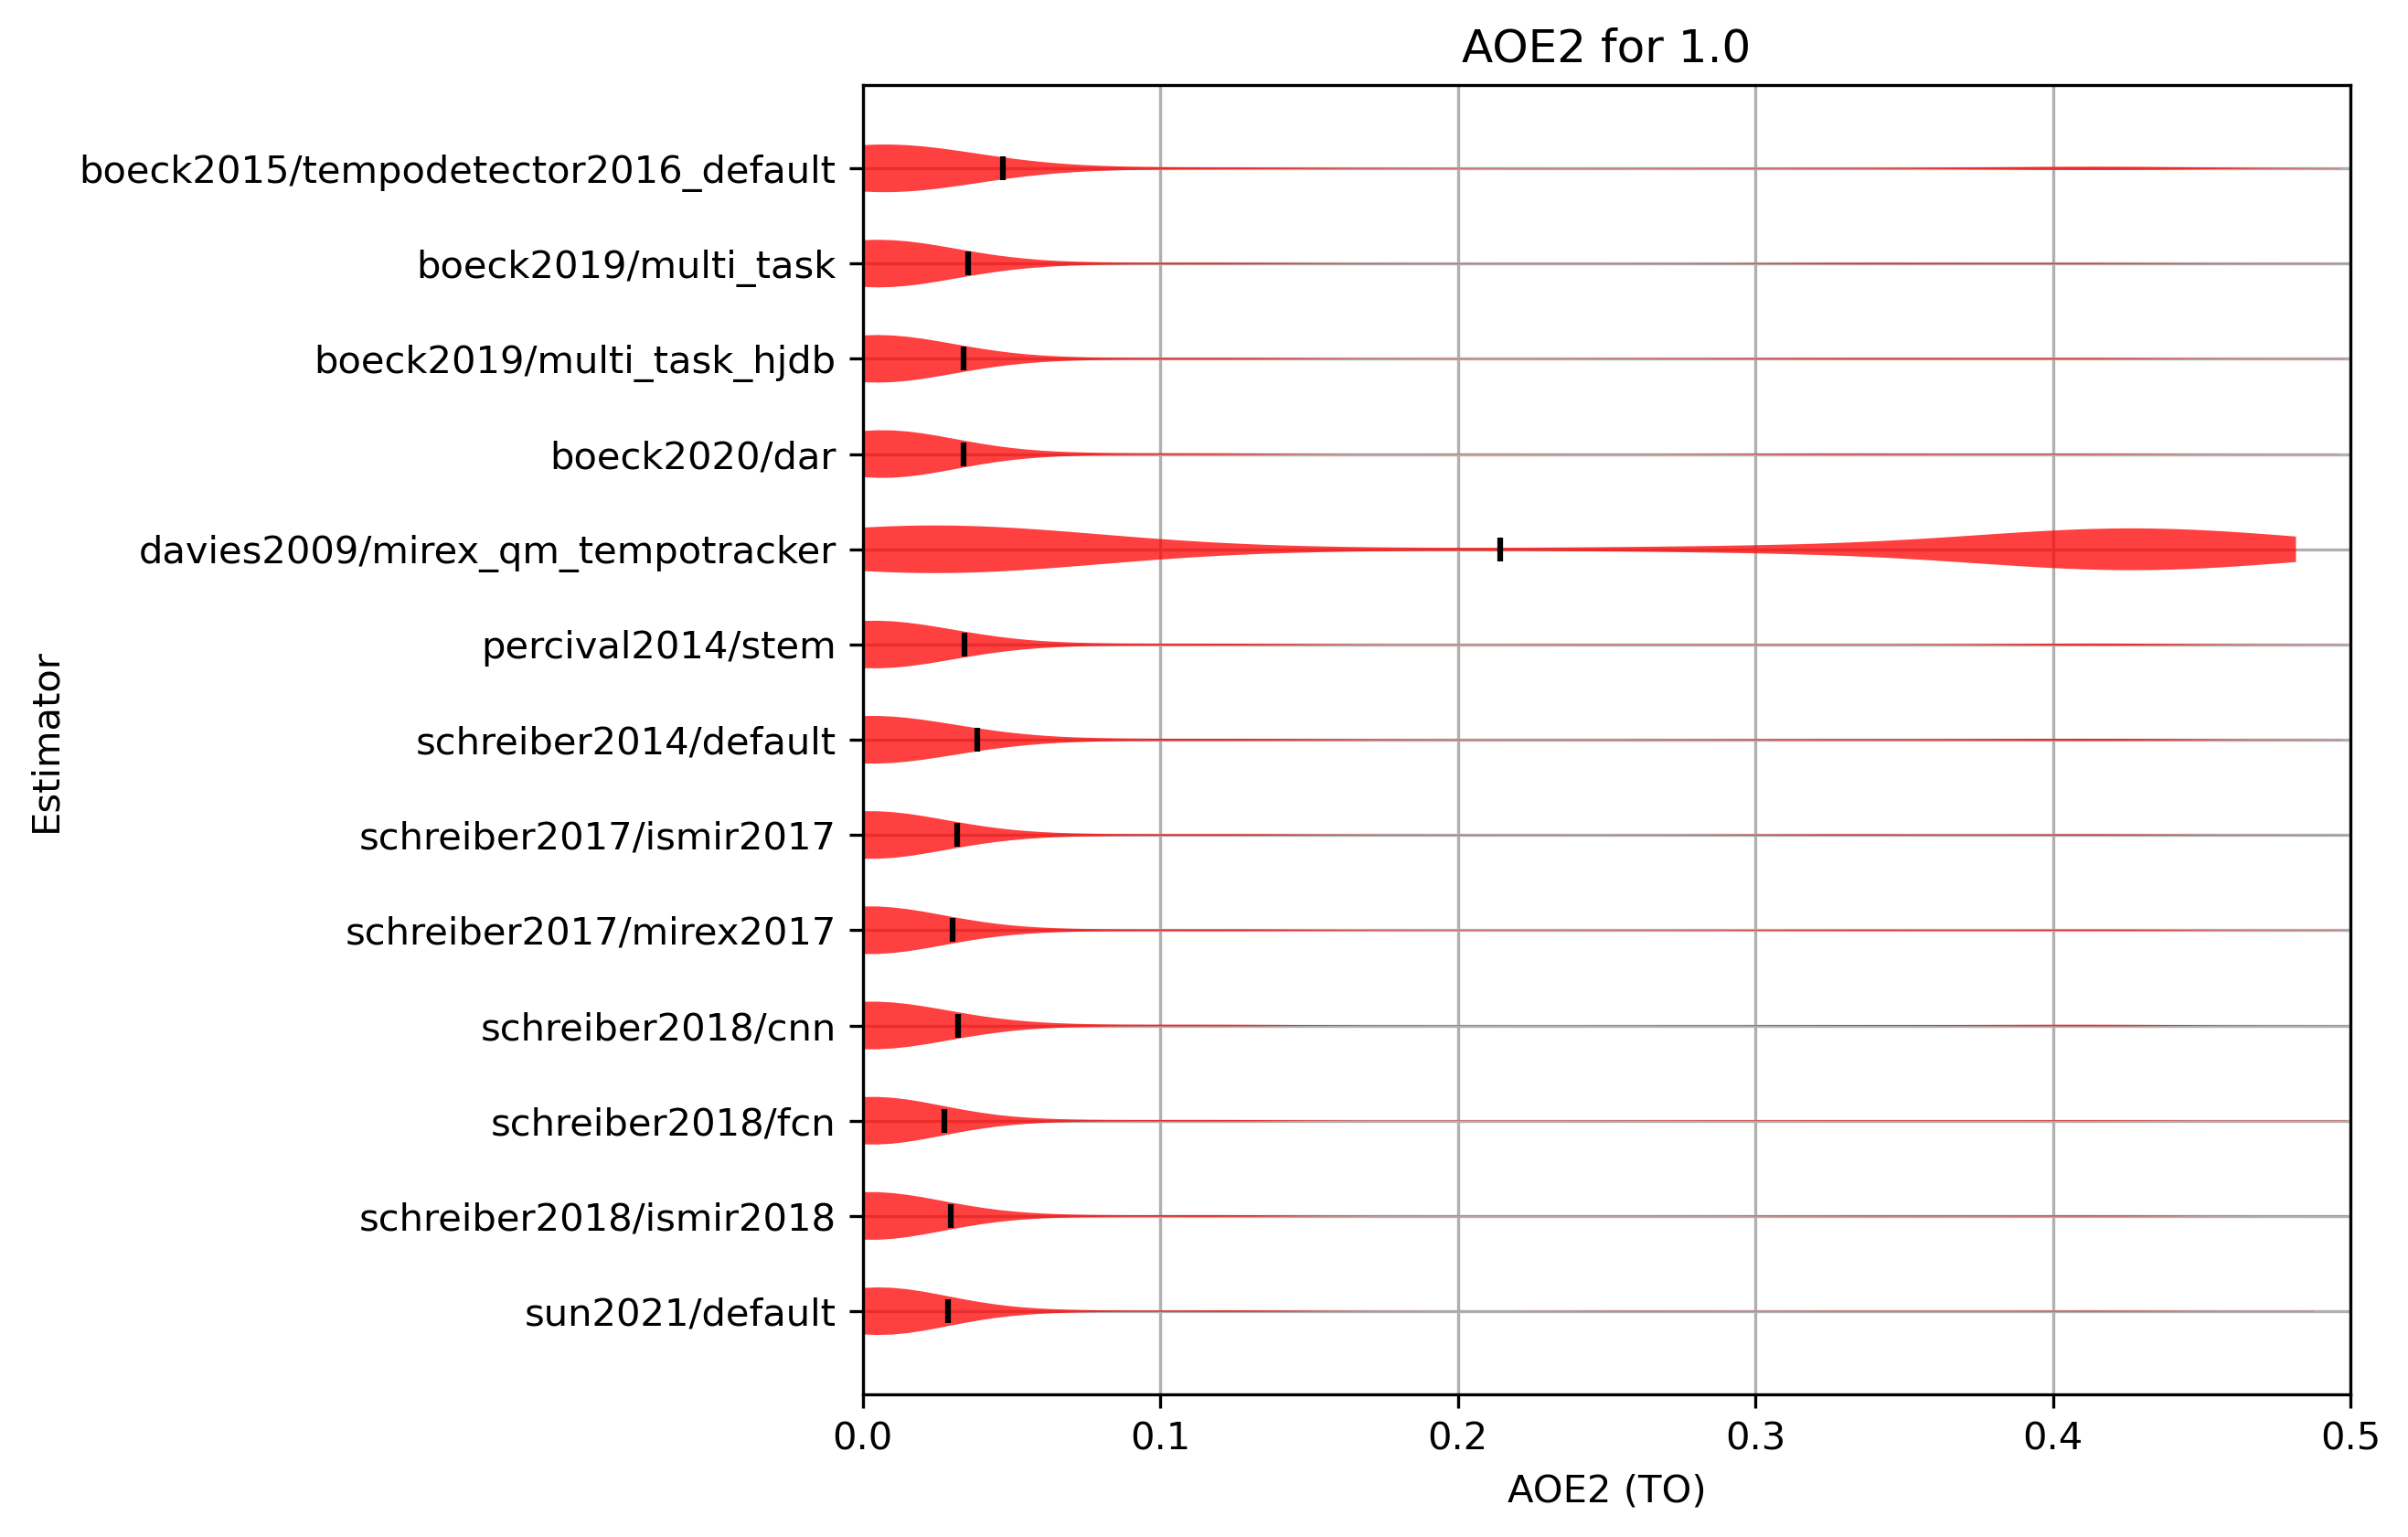 AOE2 for 1.0
boeck2015/tempodetector2016_default
boeck2019/multi_task
boeck2019/multi_task_hjdb
boeck2020/dar
davies2009/mirex_qm_tempotracker
percival2014/stem
schreiber2014/default
schreiber2017/ismir2017
schreiber2017/mirex2017
schreiber2018/cnn
schreiber2018/fcn
schreiber2018/ismir2018
sun2021/default
Estimator
0.0 0.1 0.2 0.3 0.4 0.5
AOE2 (TO)